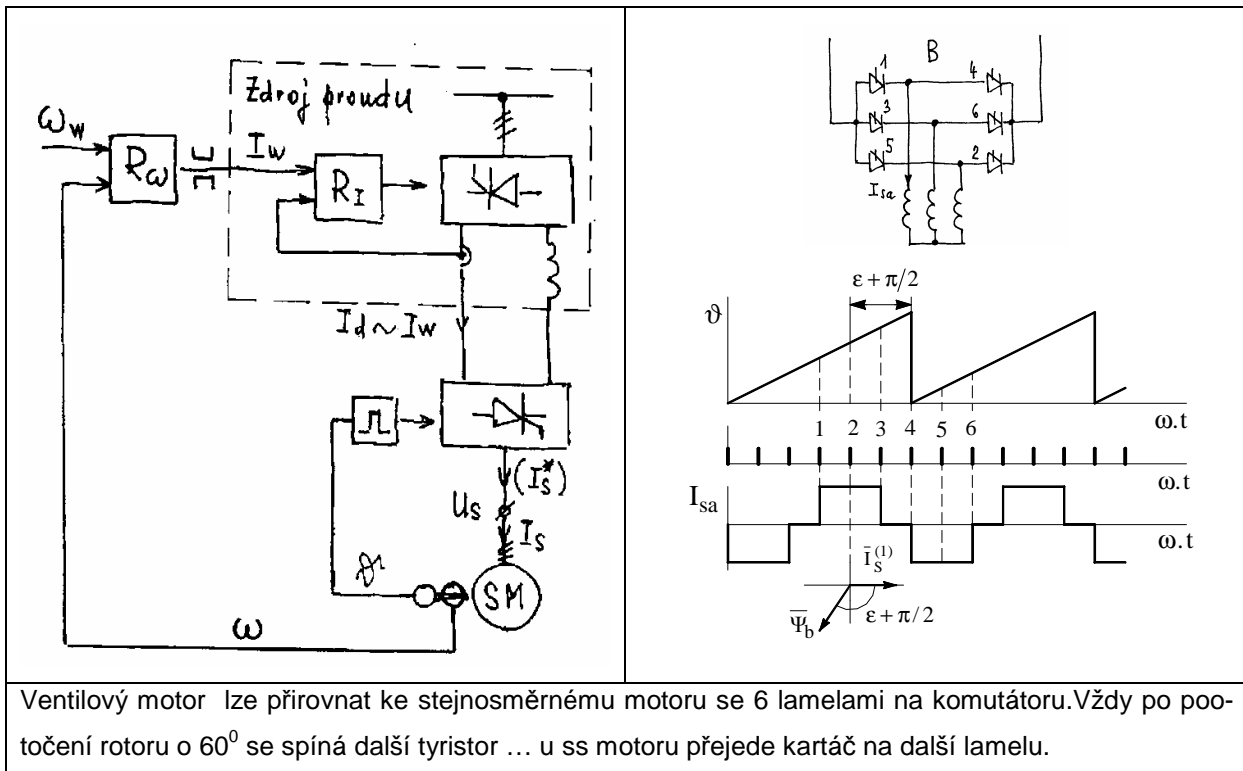 Zdroj proudu
ω_w
R_ω
I_w
R_I
I_d ~ I_w
(I_S*)
U_S
I_S
ϑ
SM
ω
B
1
4
3
6
5
2
I_sa
ε + π/2
ϑ
ω.t
1 2 3 4 5 6
ω.t
I_sa
ω.t
Ī_S^(1)
ε + π/2
Ψ̄_b
Ventilový motor lze přirovnat ke stejnosměrnému motoru se 6 lamelami na komutátoru.Vždy po poo-
točení rotoru o 60⁰ se spíná další tyristor … u ss motoru přejede kartáč na další lamelu.